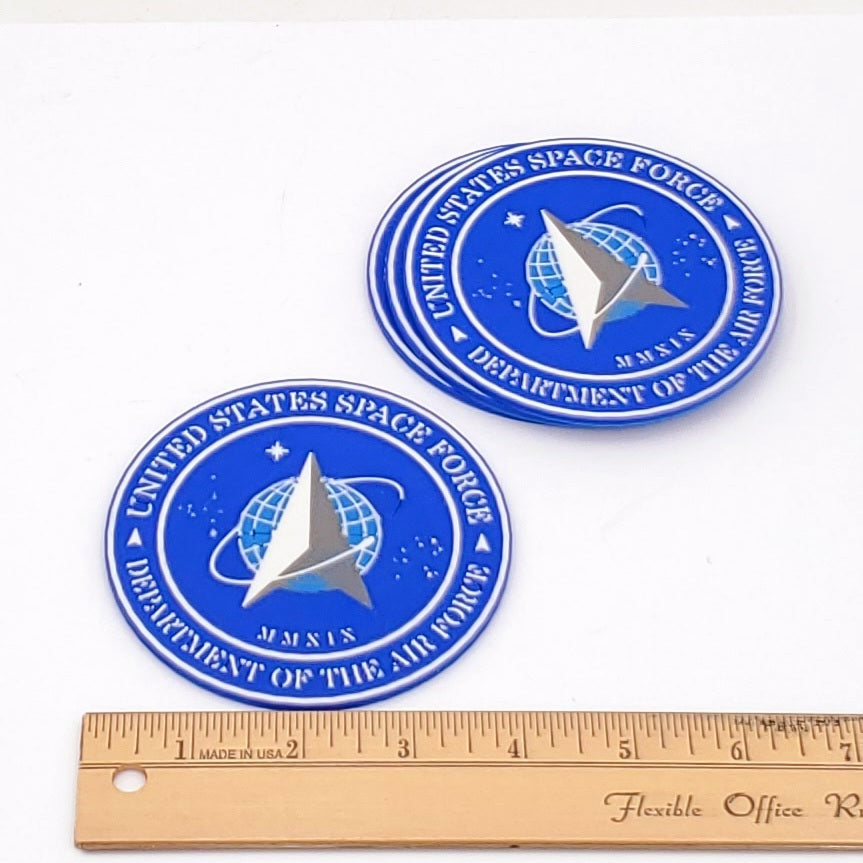 UNITED STATES SPACE FORCE
MMXIX
DEPARTMENT OF THE AIR FORCE
UNITED STATES SPACE FORCE
MMXIX
DEPARTMENT OF THE AIR FORCE
1 MADE IN USA 2 3 4 5 6 7
Flexible Office